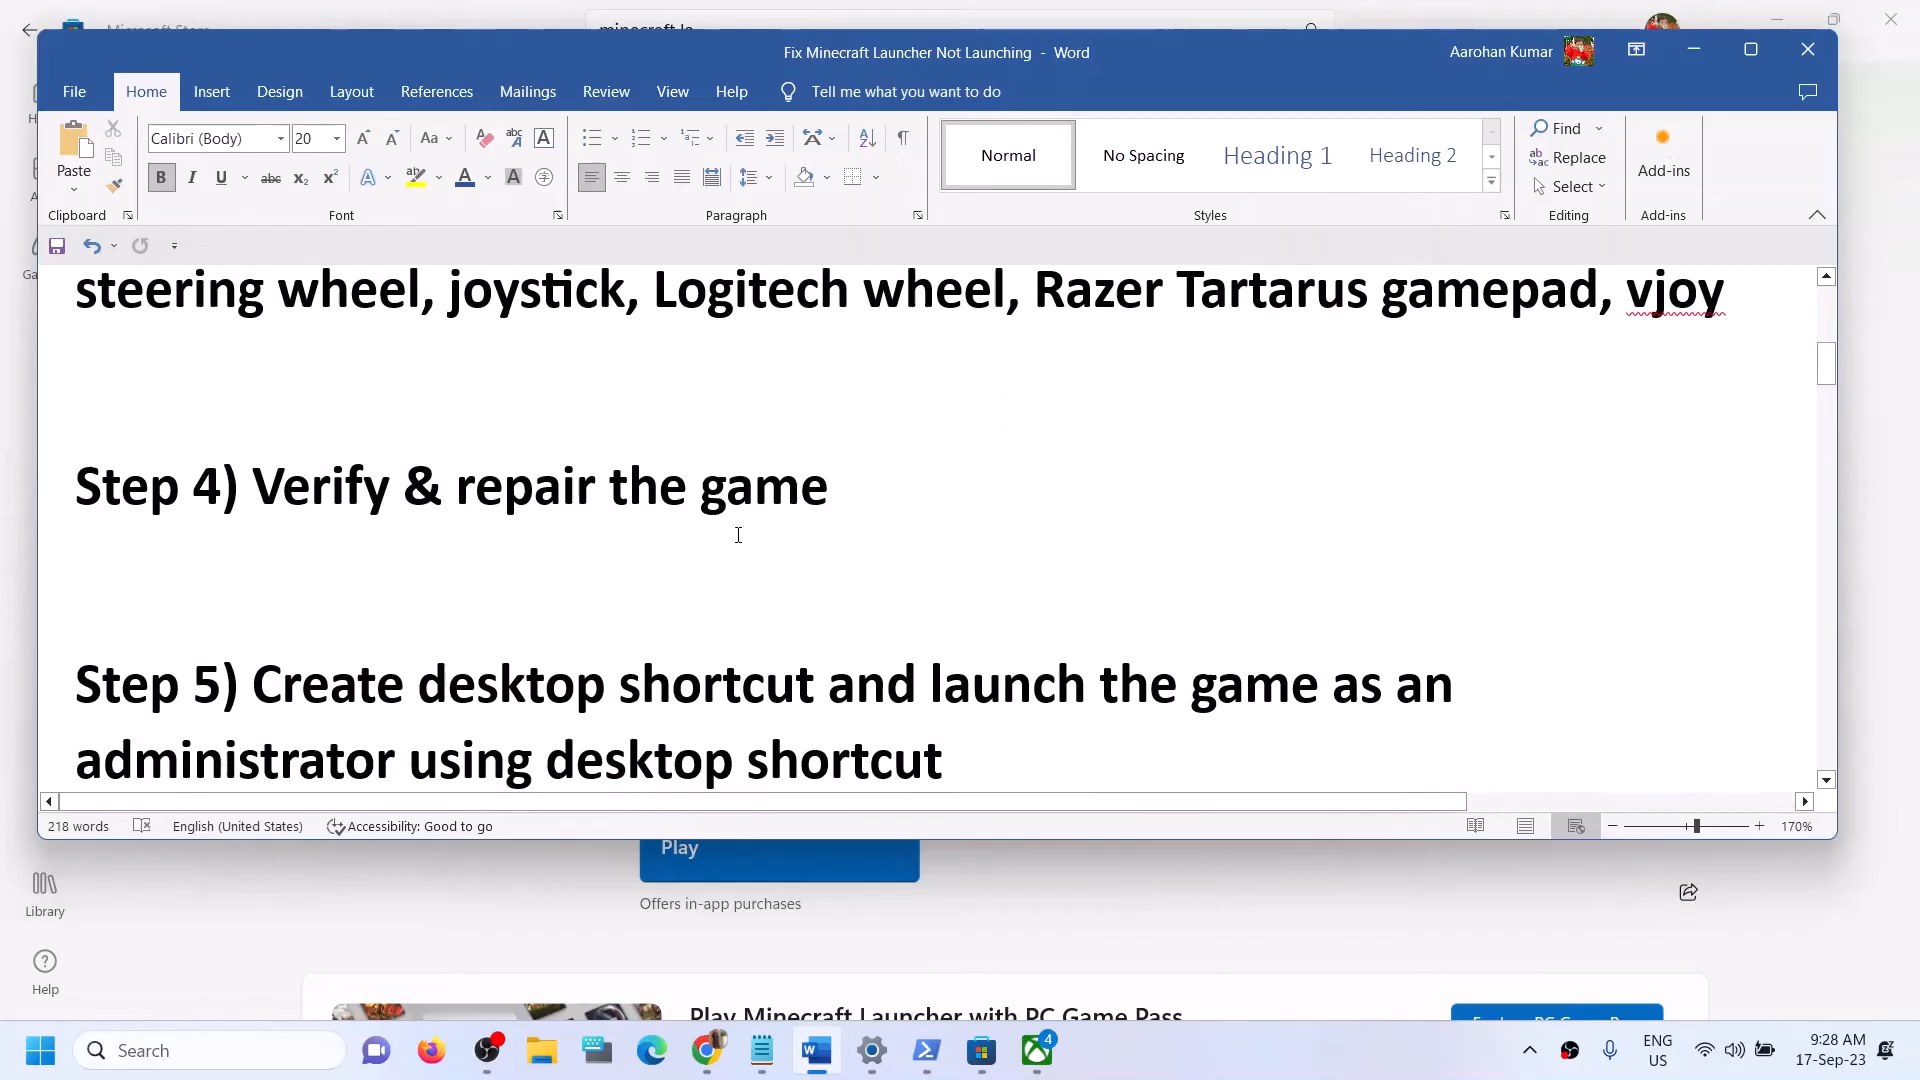 Fix Minecraft Launcher Not Launching - Word
Aarohan Kumar
File Home Insert Design Layout References Mailings Review View Help Tell me what you want to do
Calibri (Body) 20
Paste
Normal
No Spacing
Heading 1
Heading 2
Find
Replace
Select
Add-ins
Clipboard Font Paragraph Styles Editing Add-ins
steering wheel, joystick, Logitech wheel, Razer Tartarus gamepad, vjoy
Step 4) Verify & repair the game
Step 5) Create desktop shortcut and launch the game as an
administrator using desktop shortcut
218 words English (United States) Accessibility: Good to go 170%
Play
Offers in-app purchases
Library
Help
Play Minecraft Launcher with PC Game Pass
Search
4
ENG
US
9:28 AM
17-Sep-23